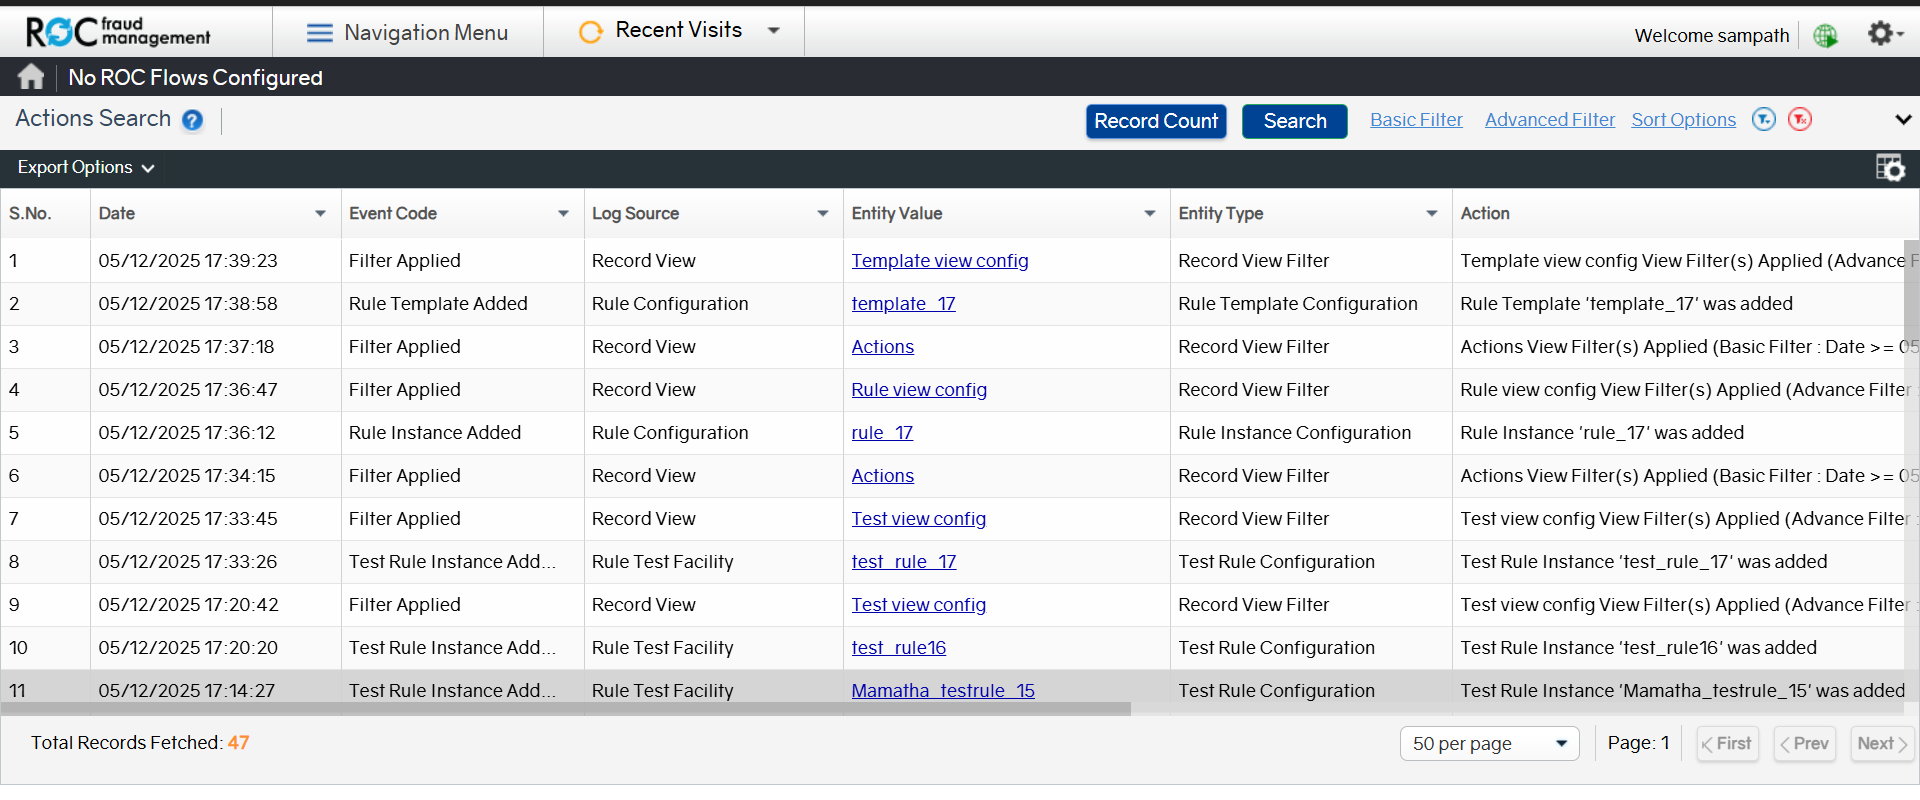 ROC fraud management
Navigation Menu
Recent Visits
Welcome sampath
No ROC Flows Configured
Actions Search ?
Record Count
Search
Basic Filter
Advanced Filter
Sort Options
Export Options
S.No. Date Event Code Log Source Entity Value Entity Type Action
1 05/12/2025 17:39:23 Filter Applied Record View Template view config Record View Filter Template view config View Filter(s) Applied (Advance F
2 05/12/2025 17:38:58 Rule Template Added Rule Configuration template_17 Rule Template Configuration Rule Template 'template_17' was added
3 05/12/2025 17:37:18 Filter Applied Record View Actions Record View Filter Actions View Filter(s) Applied (Basic Filter : Date >= 05
4 05/12/2025 17:36:47 Filter Applied Record View Rule view config Record View Filter Rule view config View Filter(s) Applied (Advance Filter :
5 05/12/2025 17:36:12 Rule Instance Added Rule Configuration rule_17 Rule Instance Configuration Rule Instance 'rule_17' was added
6 05/12/2025 17:34:15 Filter Applied Record View Actions Record View Filter Actions View Filter(s) Applied (Basic Filter : Date >= 05
7 05/12/2025 17:33:45 Filter Applied Record View Test view config Record View Filter Test view config View Filter(s) Applied (Advance Filter :
8 05/12/2025 17:33:26 Test Rule Instance Add... Rule Test Facility test_rule_17 Test Rule Configuration Test Rule Instance 'test_rule_17' was added
9 05/12/2025 17:20:42 Filter Applied Record View Test view config Record View Filter Test view config View Filter(s) Applied (Advance Filter :
10 05/12/2025 17:20:20 Test Rule Instance Add... Rule Test Facility test_rule16 Test Rule Configuration Test Rule Instance 'test_rule16' was added
11 05/12/2025 17:14:27 Test Rule Instance Add... Rule Test Facility Mamatha_testrule_15 Test Rule Configuration Test Rule Instance 'Mamatha_testrule_15' was added
Total Records Fetched: 47
50 per page
Page: 1
First
Prev
Next